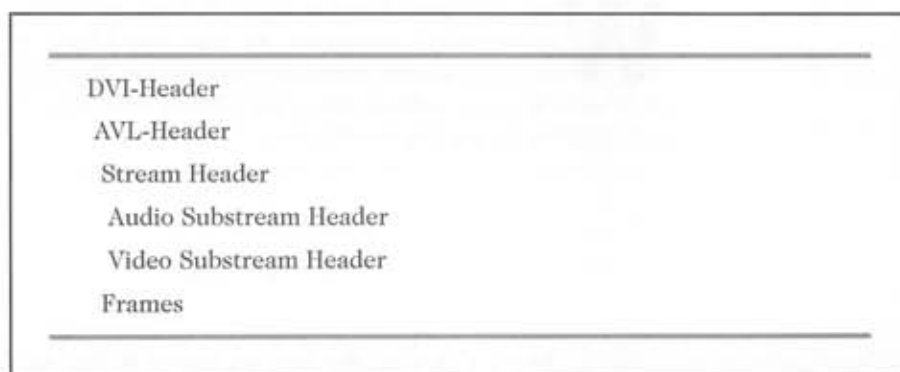 DVI-Header
AVL-Header
Stream Header
Audio Substream Header
Video Substream Header
Frames